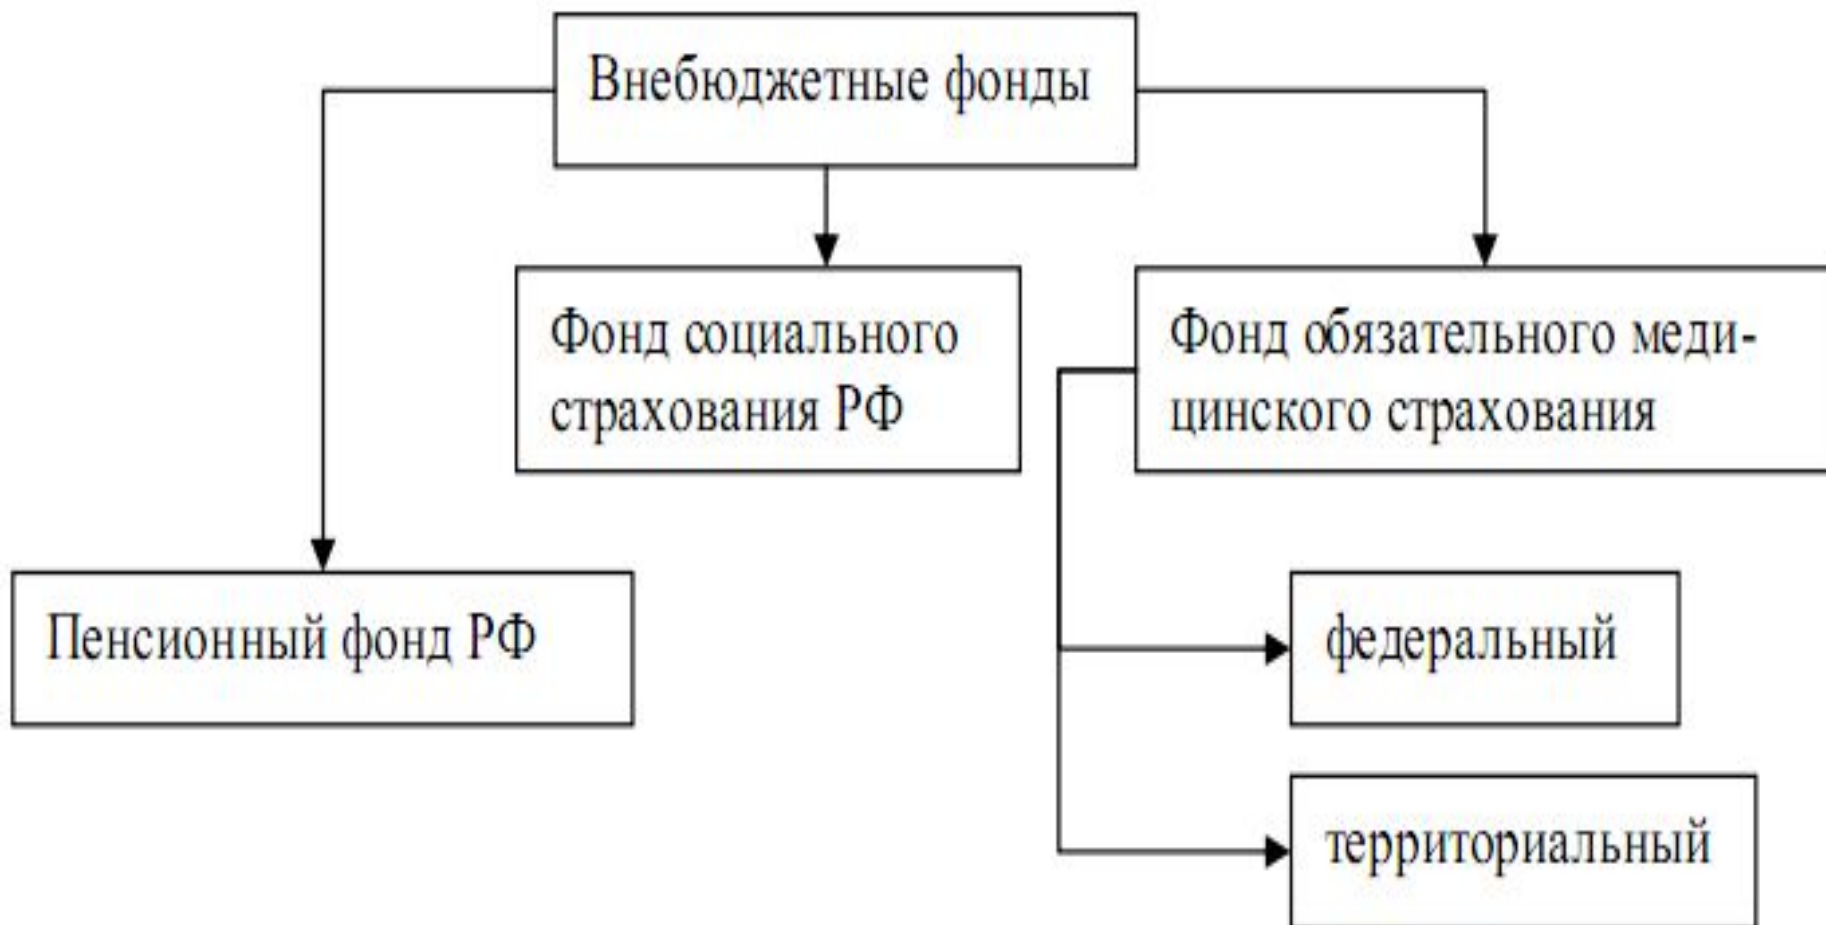 Внебюджетные фонды
Фонд социального
страхования РФ
Фонд обязательного меди-
цинского страхования
Пенсионный фонд РФ
федеральный
территориальный